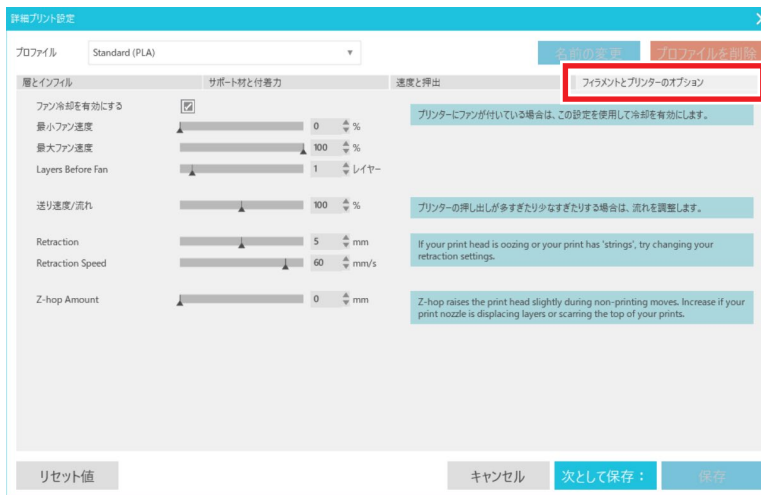 詳細プリント設定
プロファイル Standard (PLA) 名前の変更 プロファイルを削除
層とインフィル サポート材と付着力 速度と押出 フィラメントとプリンターのオプション
ファン冷却を有効にする プリンターにファンが付いている場合は、この設定を使用して冷却を有効にします。
最小ファン速度 0 %
最大ファン速度 100 %
Layers Before Fan 1 レイヤー
送り速度/流れ 100 % プリンターの押し出しが多すぎたり少なすぎたりする場合は、流れを調整します。
Retraction 5 mm If your print head is oozing or your print has 'strings', try changing your
retraction settings.
Retraction Speed 60 mm/s
Z-hop Amount 0 mm Z-hop raises the print head slightly during non-printing moves. Increase if your
print nozzle is displacing layers or scarring the top of your prints.
リセット値 キャンセル 次として保存： 保存